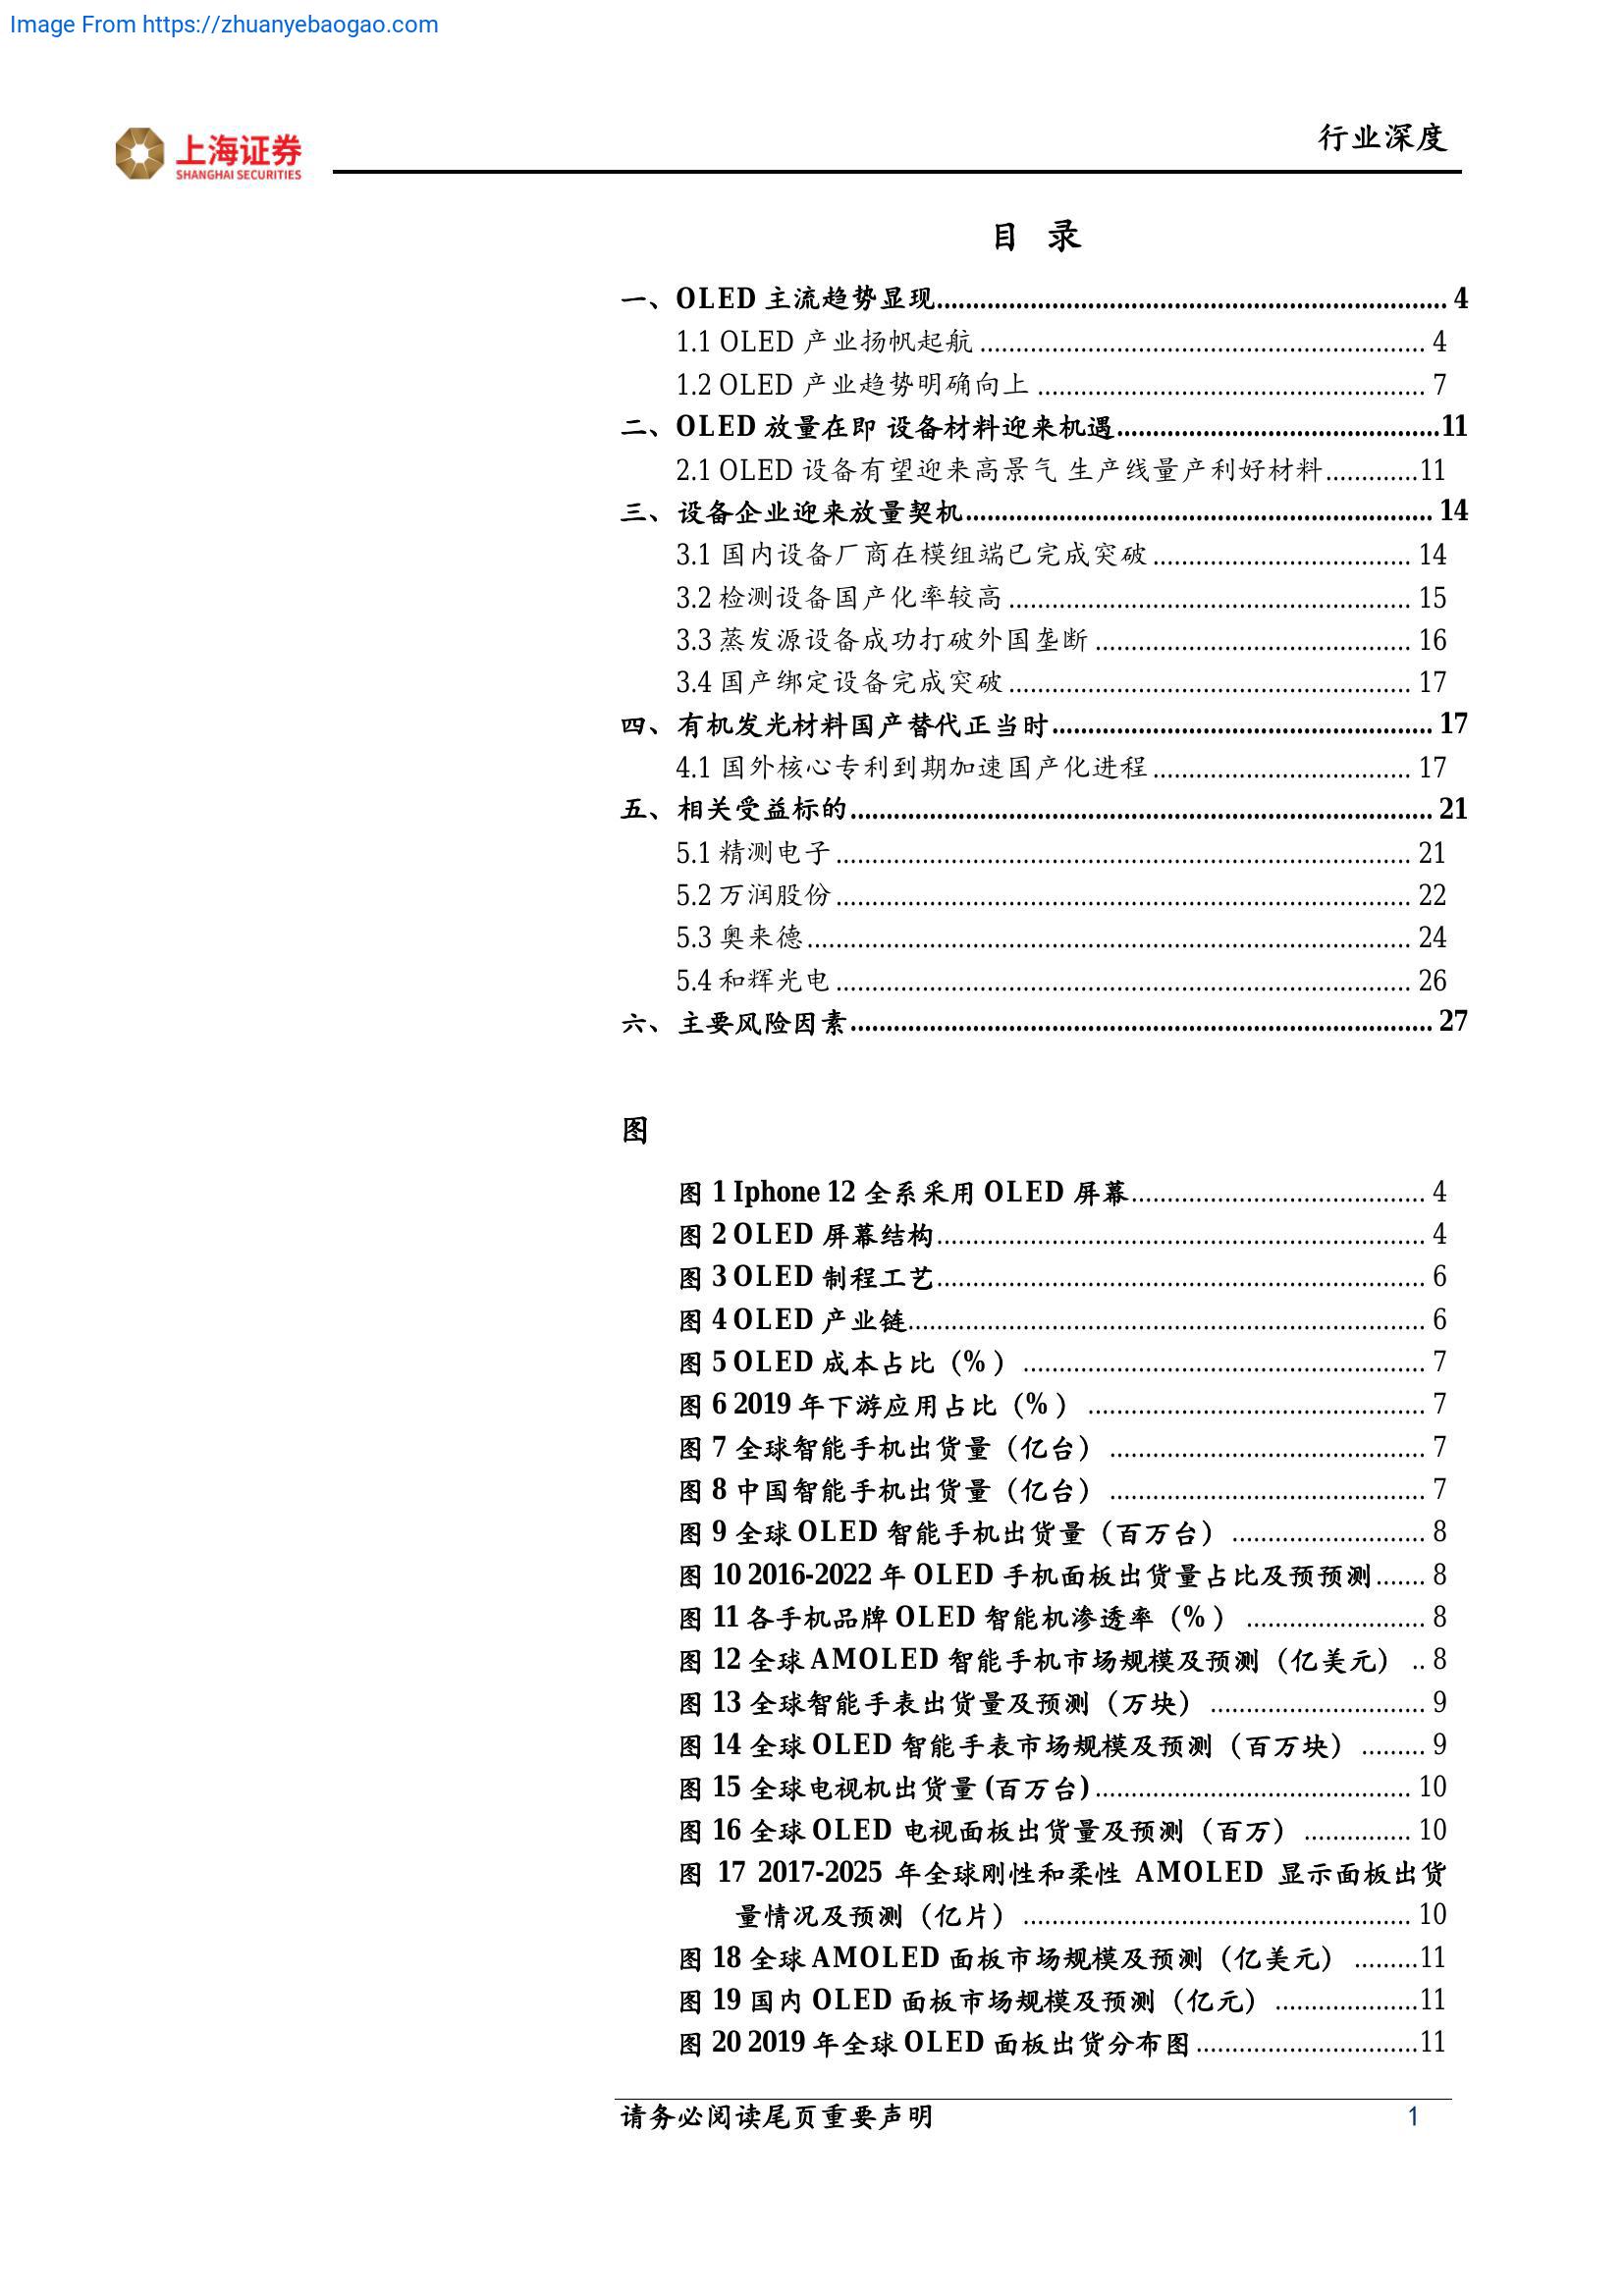 Image From https://zhuanyebaogao.com
上海证券
SHANGHAI SECURITIES
行业深度
目 录
一、OLED 主流趋势显现........................................................................ 4
1.1 OLED 产业扬帆起航 .............................................................. 4
1.2 OLED 产业趋势明确向上 ...................................................... 7
二、OLED 放量在即 设备材料迎来机遇.............................................11
2.1 OLED 设备有望迎来高景气 生产线量产利好材料.............11
三、设备企业迎来放量契机................................................................. 14
3.1 国内设备厂商在模组端已完成突破 .................................... 14
3.2 检测设备国产化率较高 ........................................................ 15
3.3 蒸发源设备成功打破外国垄断 ............................................ 16
3.4 国产绑定设备完成突破 ........................................................ 17
四、有机发光材料国产替代正当时..................................................... 17
4.1 国外核心专利到期加速国产化进程 .................................... 17
五、相关受益标的................................................................................. 21
5.1 精测电子 ................................................................................ 21
5.2 万润股份 ................................................................................ 22
5.3 奥来德.................................................................................... 24
5.4 和辉光电 ................................................................................ 26
六、主要风险因素................................................................................. 27
图
图 1 Iphone 12 全系采用 OLED 屏幕......................................... 4
图 2 OLED 屏幕结构.................................................................... 4
图 3 OLED 制程工艺.................................................................... 6
图 4 OLED 产业链........................................................................ 6
图 5 OLED 成本占比（%） ........................................................ 7
图 6 2019 年下游应用占比（%） ............................................... 7
图 7 全球智能手机出货量（亿台） ............................................ 7
图 8 中国智能手机出货量（亿台） ............................................ 7
图 9 全球 OLED 智能手机出货量（百万台） ........................... 8
图 10 2016-2022 年 OLED 手机面板出货量占比及预预测....... 8
图 11 各手机品牌 OLED 智能机渗透率（%） ......................... 8
图 12 全球 AMOLED 智能手机市场规模及预测（亿美元） .. 8
图 13 全球智能手表出货量及预测（万块） .............................. 9
图 14 全球 OLED 智能手表市场规模及预测（百万块） ......... 9
图 15 全球电视机出货量 (百万台)............................................ 10
图 16 全球 OLED 电视面板出货量及预测（百万） ............... 10
图 17 2017-2025 年全球刚性和柔性 AMOLED 显示面板出货
量情况及预测（亿片） ...................................................... 10
图 18 全球 AMOLED 面板市场规模及预测（亿美元） .........11
图 19 国内 OLED 面板市场规模及预测（亿元） ....................11
图 20 2019 年全球 OLED 面板出货分布图...............................11
请务必阅读尾页重要声明 1